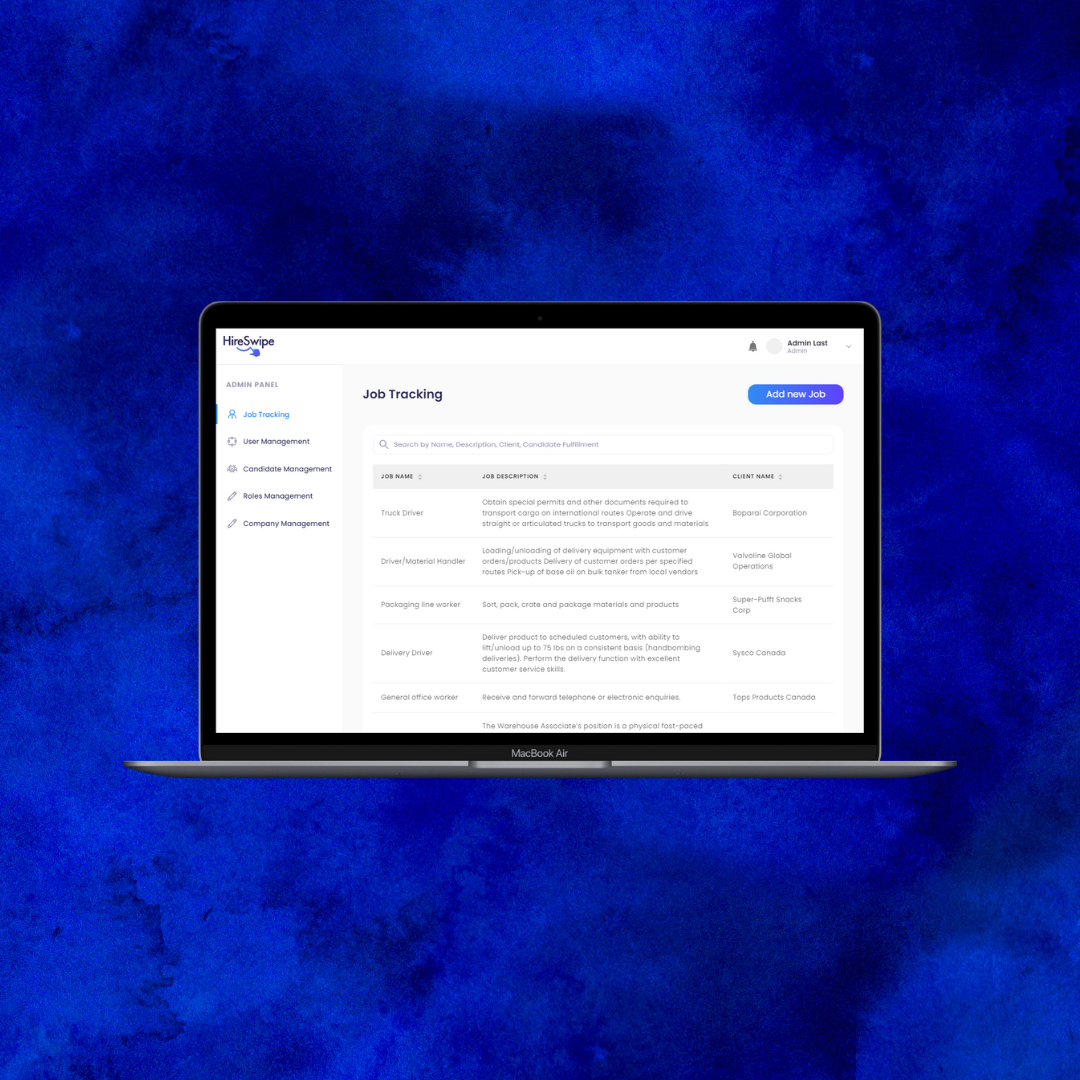 HireSwipe
Admin Last
Admin
ADMIN PANEL
Job Tracking
User Management
Candidate Management
Roles Management
Company Management
Job Tracking
Add new Job
Search by Name, Description, Client, Candidate Fulfillment
JOB NAME
JOB DESCRIPTION
CLIENT NAME
Truck Driver
Obtain special permits and other documents required to
transport cargo on international routes Operate and drive
straight or articulated trucks to transport goods and materials
Boparai Corporation
Driver/Material Handler
Loading/unloading of delivery equipment with customer
orders/products Delivery of customer orders per specified
routes Pick-up of base oil on bulk tanker from local vendors
Valvoline Global
Operations
Packaging line worker
Sort, pack, crate and package materials and products
Super-Pufft Snacks
Corp
Delivery Driver
Deliver product to scheduled customers, with ability to
lift/unload up to 75 lbs on a consistent basis (handbombing
deliveries). Perform the delivery function with excellent
customer service skills.
Sysco Canada
General office worker
Receive and forward telephone or electronic enquiries.
Tops Products Canada
The Warehouse Associate's position is a physical fast-paced
MacBook Air